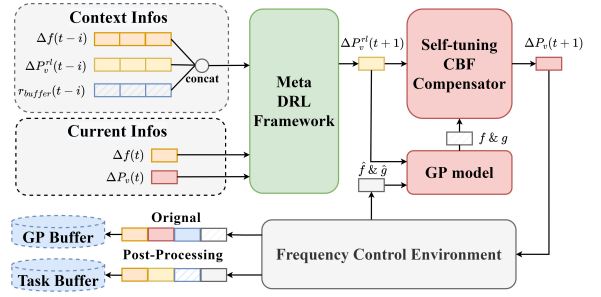 Context Infos
Δf(t − i)
ΔP_v^{rl}(t − i)
r_{buffer}(t − i)
concat
Current Infos
Δf(t)
ΔP_v(t)
Meta
DRL
Framework
ΔP_v^{rl}(t + 1)
Self-tuning
CBF
Compensator
ΔP_v(t + 1)
f & g
f̂ & ĝ
GP model
Frequency Control Environment
Orignal
GP Buffer
Post-Processing
Task Buffer